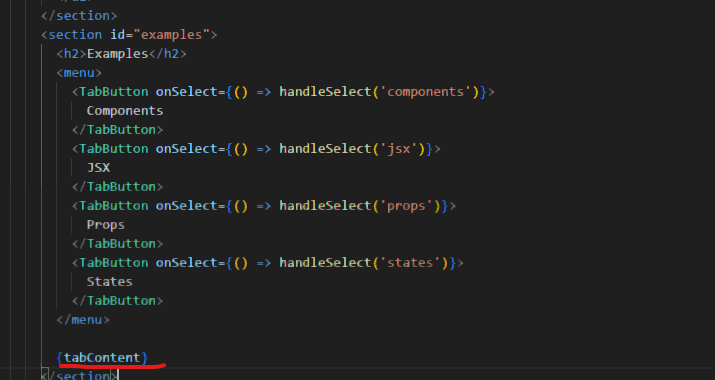 </section>
<section id="examples">
<h2>Examples</h2>
<menu>
<TabButton onSelect={() => handleSelect('components')}>
Components
</TabButton>
<TabButton onSelect={() => handleSelect('jsx')}>
JSX
</TabButton>
<TabButton onSelect={() => handleSelect('props')}>
Props
</TabButton>
<TabButton onSelect={() => handleSelect('states')}>
States
</TabButton>
</menu>
{tabContent}
</section>